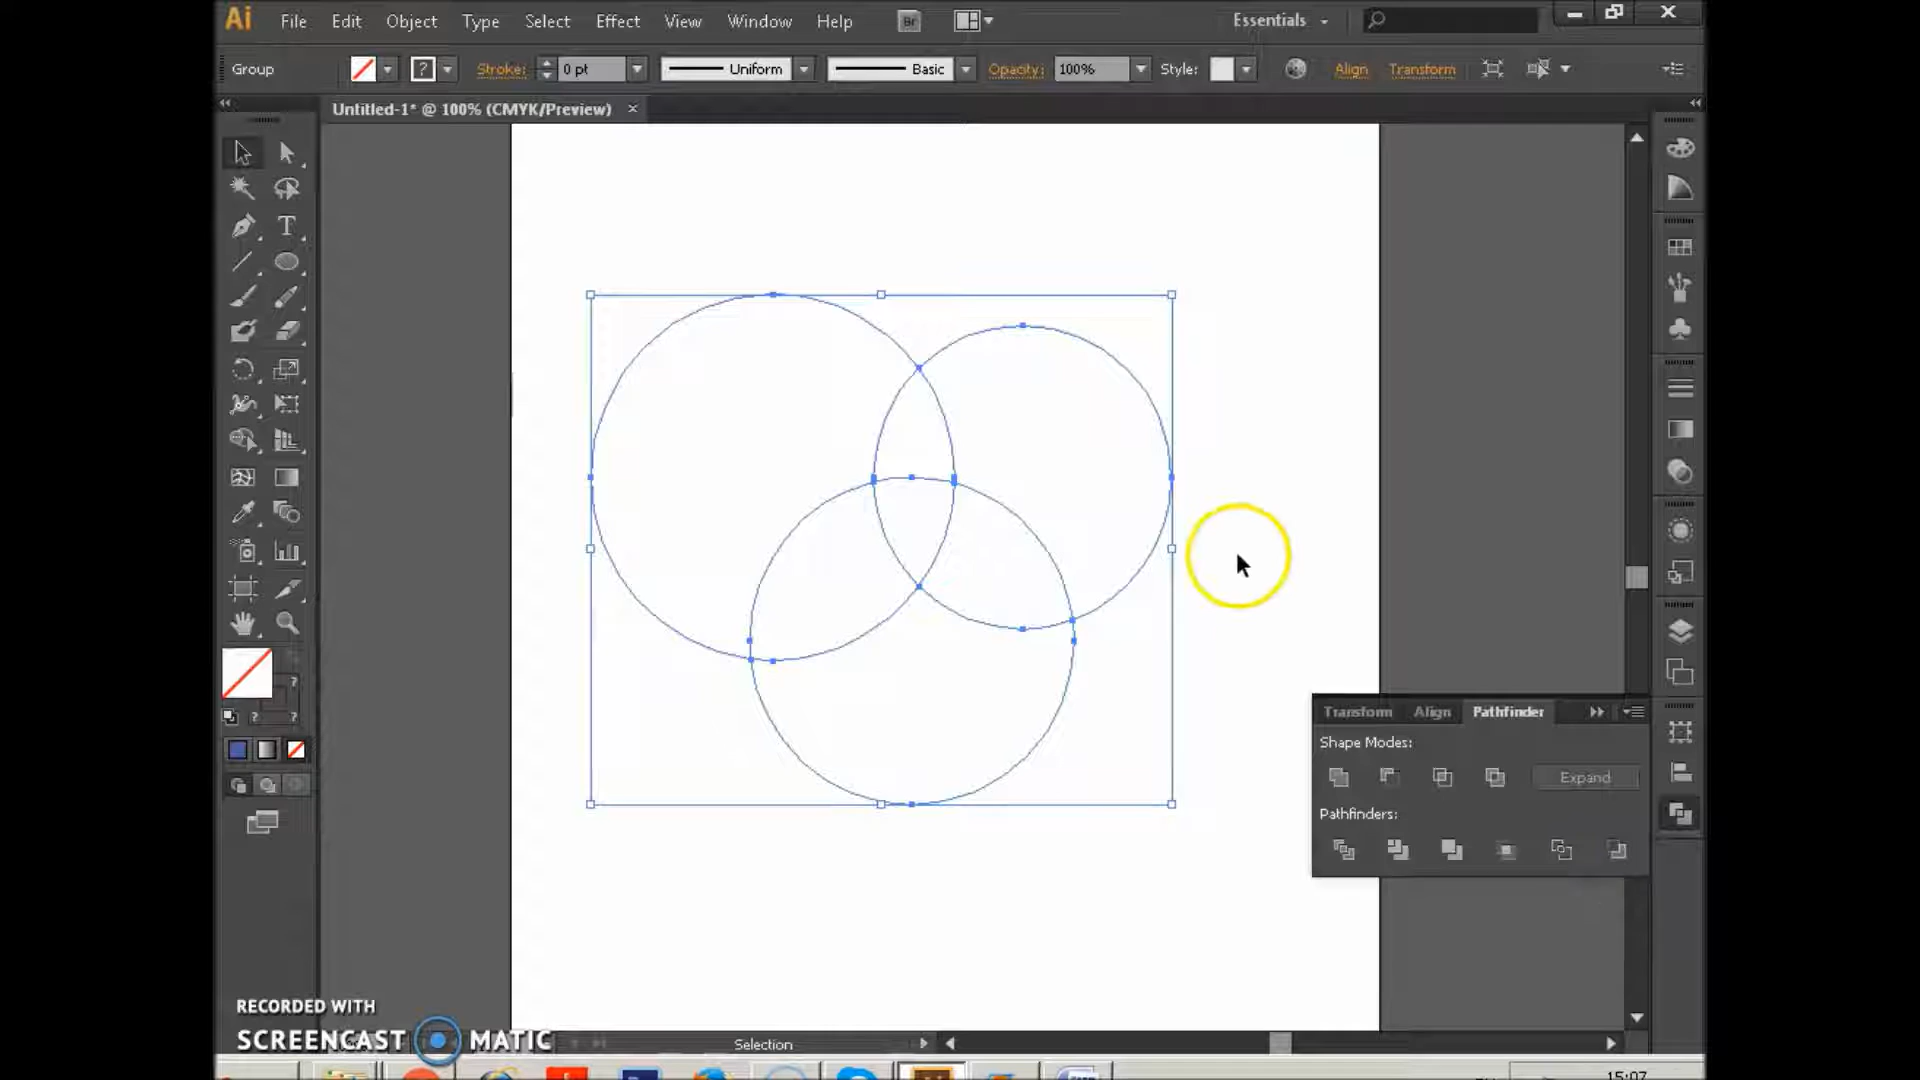 Ai File Edit Object Type Select Effect View Window Help Br Essentials
Group ? Stroke: 0 pt Uniform Basic Opacity: 100% Style: Align Transform
Untitled-1* @ 100% (CMYK/Preview)
T
?
? ?
Transform Align Pathfinder
Shape Modes:
Expand
Pathfinders:
RECORDED WITH
SCREENCAST MATIC
Selection
15:07